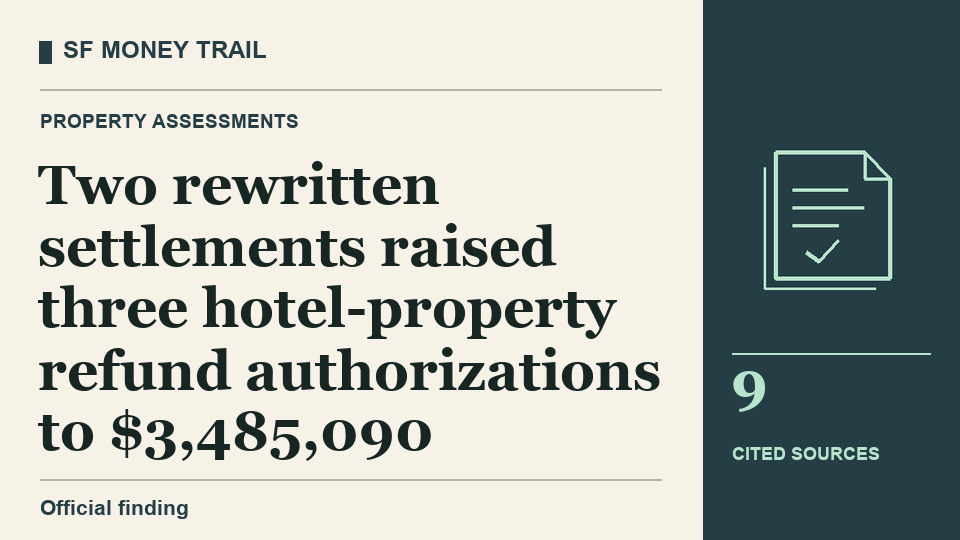 SF MONEY TRAIL
PROPERTY ASSESSMENTS
Two rewritten
settlements raised
three hotel-property
refund authorizations
to $3,485,090
Official finding
9
CITED SOURCES